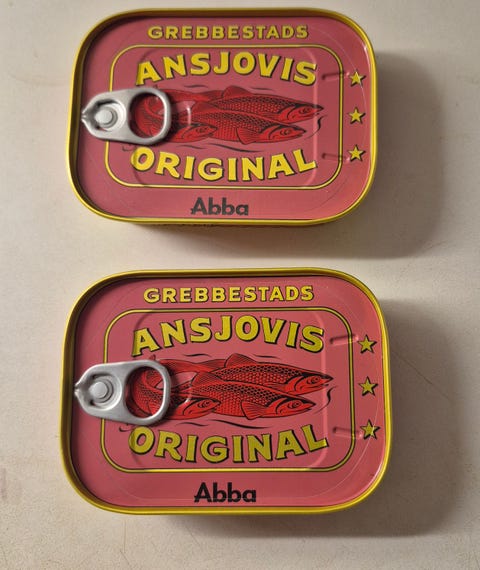 GREBBESTADS
ANSJOVIS
ORIGINAL
Abba
GREBBESTADS
ANSJOVIS
ORIGINAL
Abba